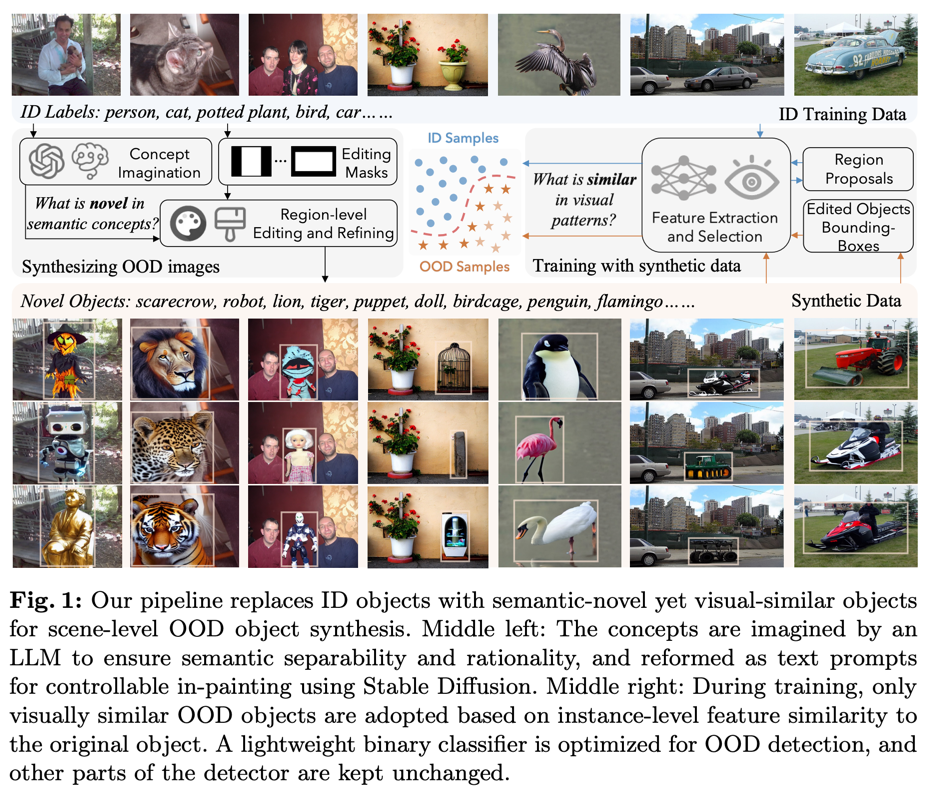 92
ID Labels: person, cat, potted plant, bird, car……
ID Training Data
Concept
Imagination
...
Editing
Masks
What is novel in
semantic concepts?
Region-level
Editing and Refining
Synthesizing OOD images
ID Samples
OOD Samples
What is similar
in visual
patterns?
Feature Extraction
and Selection
Region
Proposals
Edited Objects
Bounding-
Boxes
Training with synthetic data
Novel Objects: scarecrow, robot, lion, tiger, puppet, doll, birdcage, penguin, flamingo……
Synthetic Data
Fig. 1: Our pipeline replaces ID objects with semantic-novel yet visual-similar objects
for scene-level OOD object synthesis. Middle left: The concepts are imagined by an
LLM to ensure semantic separability and rationality, and reformed as text prompts
for controllable in-painting using Stable Diffusion. Middle right: During training, only
visually similar OOD objects are adopted based on instance-level feature similarity to
the original object. A lightweight binary classifier is optimized for OOD detection, and
other parts of the detector are kept unchanged.